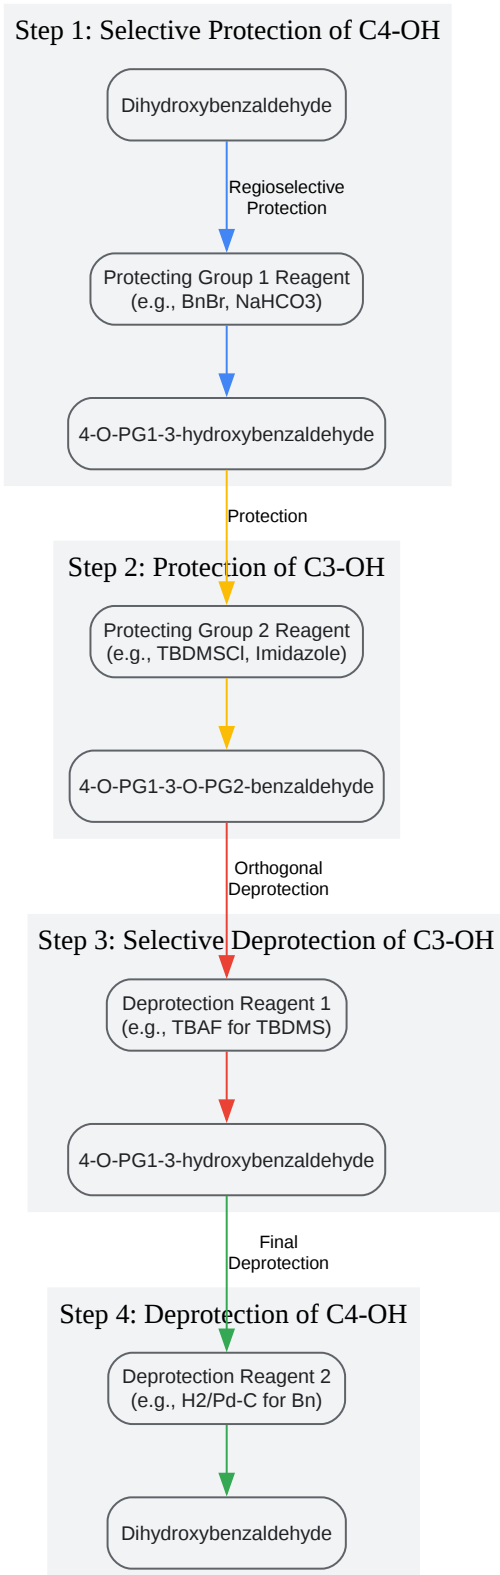 Step 1: Selective Protection of C4-OH
Dihydroxybenzaldehyde
Regioselective
Protection
Protecting Group 1 Reagent
(e.g., BnBr, NaHCO3)
4-O-PG1-3-hydroxybenzaldehyde
Protection
Step 2: Protection of C3-OH
Protecting Group 2 Reagent
(e.g., TBDMSCl, Imidazole)
4-O-PG1-3-O-PG2-benzaldehyde
Orthogonal
Deprotection
Step 3: Selective Deprotection of C3-OH
Deprotection Reagent 1
(e.g., TBAF for TBDMS)
4-O-PG1-3-hydroxybenzaldehyde
Final
Deprotection
Step 4: Deprotection of C4-OH
Deprotection Reagent 2
(e.g., H2/Pd-C for Bn)
Dihydroxybenzaldehyde